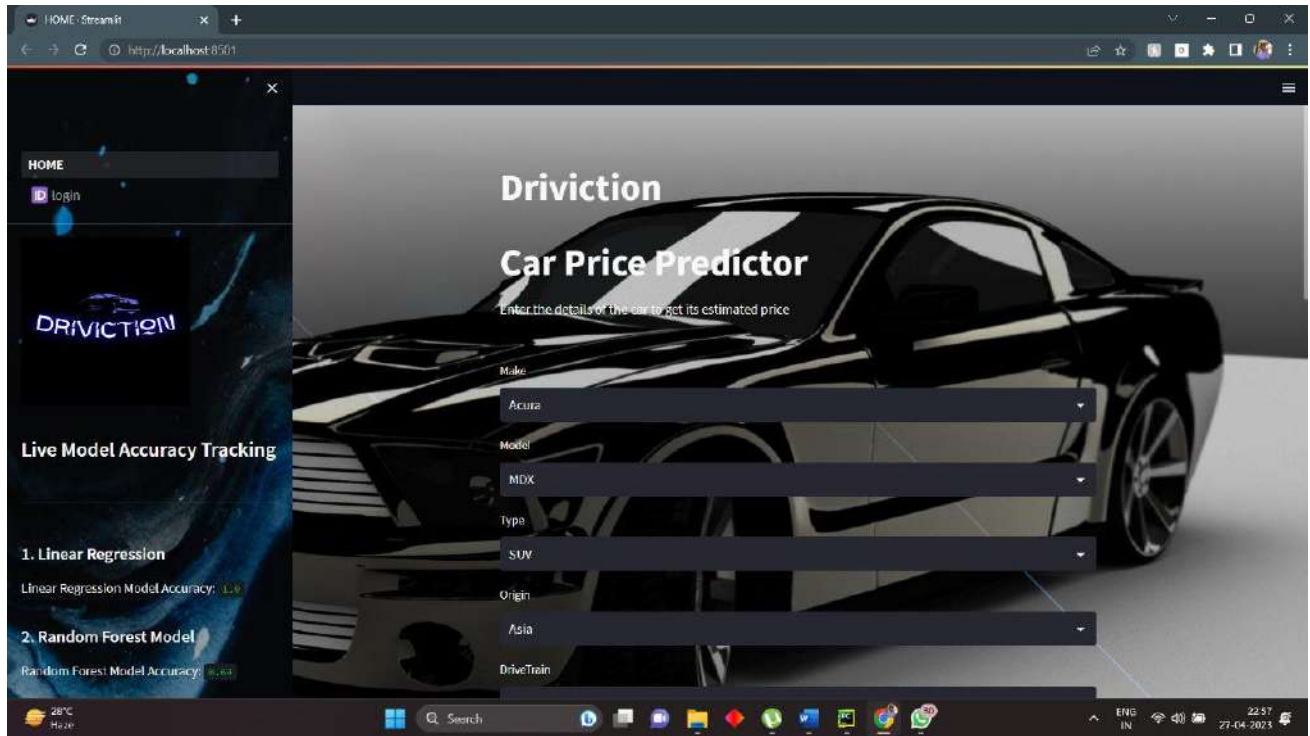 HOME · Streamlit
http://localhost:8501
HOME
ID login
DRIVICTION
Live Model Accuracy Tracking
1. Linear Regression
Linear Regression Model Accuracy: 1.0
2. Random Forest Model
Random Forest Model Accuracy:
Driviction
Car Price Predictor
Enter the details of the car to get its estimated price
Make
Acura
Model
MDX
Type
SUV
Origin
Asia
DriveTrain
28°C
Haze
Search
ENG
IN
22:57
27-04-2023